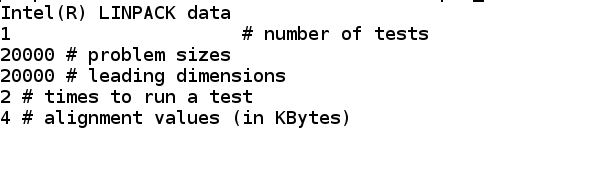 Intel(R) LINPACK data
1                     # number of tests
20000 # problem sizes
20000 # leading dimensions
2 # times to run a test
4 # alignment values (in KBytes)